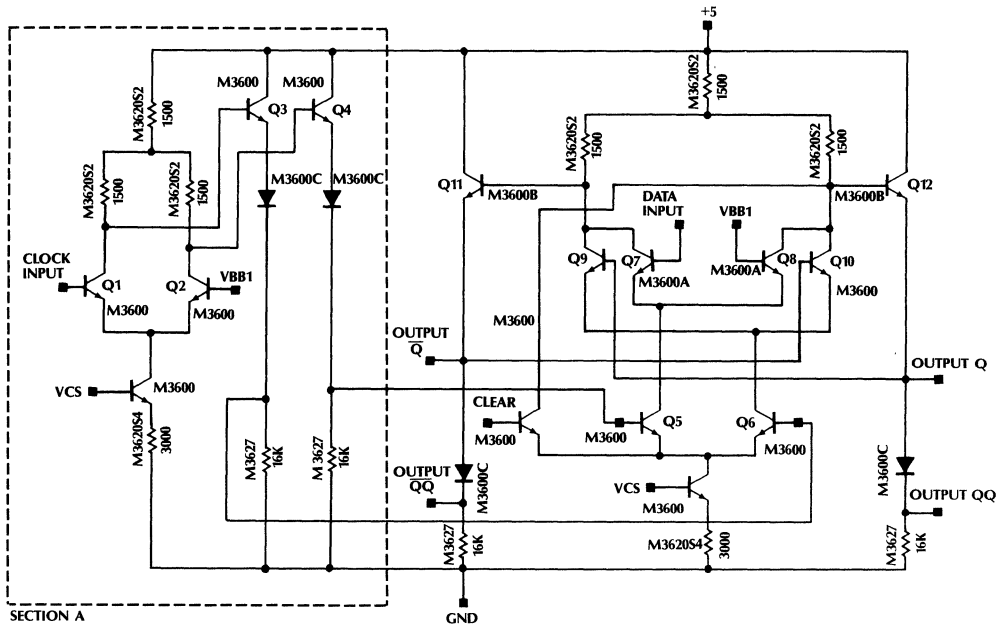 +5
M3600
M3600
Q3
Q4
M3620S2
1500
M3620S2
1500
M3620S2
1500
M3620S2
1500
M3620S2
1500
M3620S2
1500
M3600C
M3600C
Q11
M3600B
M3600B
Q12
DATA
INPUT
VBB1
CLOCK
INPUT
Q1
Q2
VBB1
M3600
M3600
Q9
Q7
M3600A
M3600A
Q8
Q10
M3600
M3600
OUTPUT
Q̅
OUTPUT Q
VCS
M3600
M3620S4
3000
CLEAR
M3600
M3600
Q5
Q6
M3600
M3627
16K
M 3627
16K
OUTPUT
Q̅Q̅
M3600C
M3600C
VCS
M3600
OUTPUT QQ
M3627
16K
M3620S4
3000
M3627
16K
GND
SECTION A